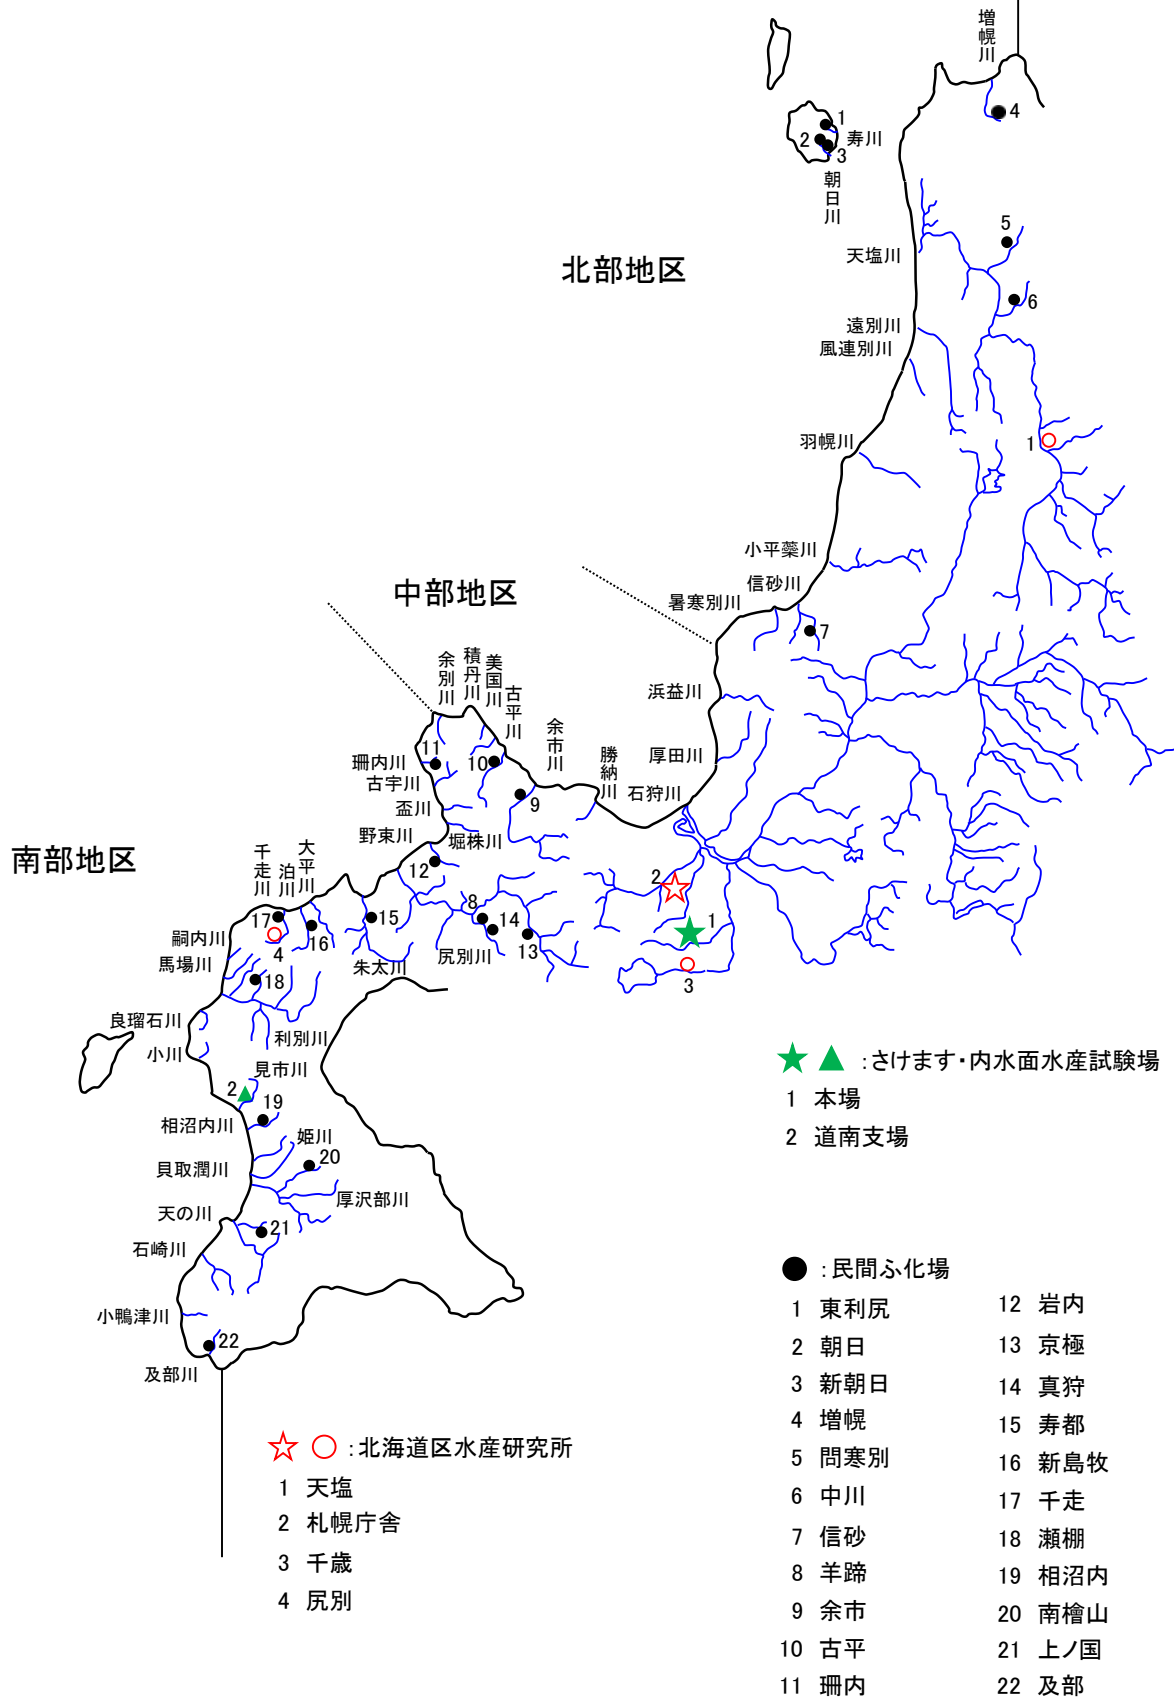 増幌川
4
1
2
3
寿川
朝日川
5
天塩川
北部地区
6
遠別川
風連別川
羽幌川
1
小平蘂川
信砂川
中部地区
暑寒別川
7
余別川
積丹川
美国川
古平川
浜益川
余市川
勝納川
11
10
珊内川
厚田川
古宇川
石狩川
盃川
9
野束川
堀株川
南部地区
千走川
泊川
大平川
12
2
8
17
15
14
1
嗣内川
16
4
尻別川
13
馬場川
朱太川
18
3
良瑠石川
利別川
小川
見市川
2
19
相沼内川
姫川
20
貝取澗川
厚沢部川
天の川
21
石崎川
小鴨津川
22
及部川
:さけます・内水面水産試験場
1 本場
2 道南支場
:北海道区水産研究所
1 天塩
2 札幌庁舎
3 千歳
4 尻別
:民間ふ化場
1 東利尻
2 朝日
3 新朝日
4 増幌
5 問寒別
6 中川
7 信砂
8 羊蹄
9 余市
10 古平
11 珊内
12 岩内
13 京極
14 真狩
15 寿都
16 新島牧
17 千走
18 瀬棚
19 相沼内
20 南檜山
21 上ノ国
22 及部